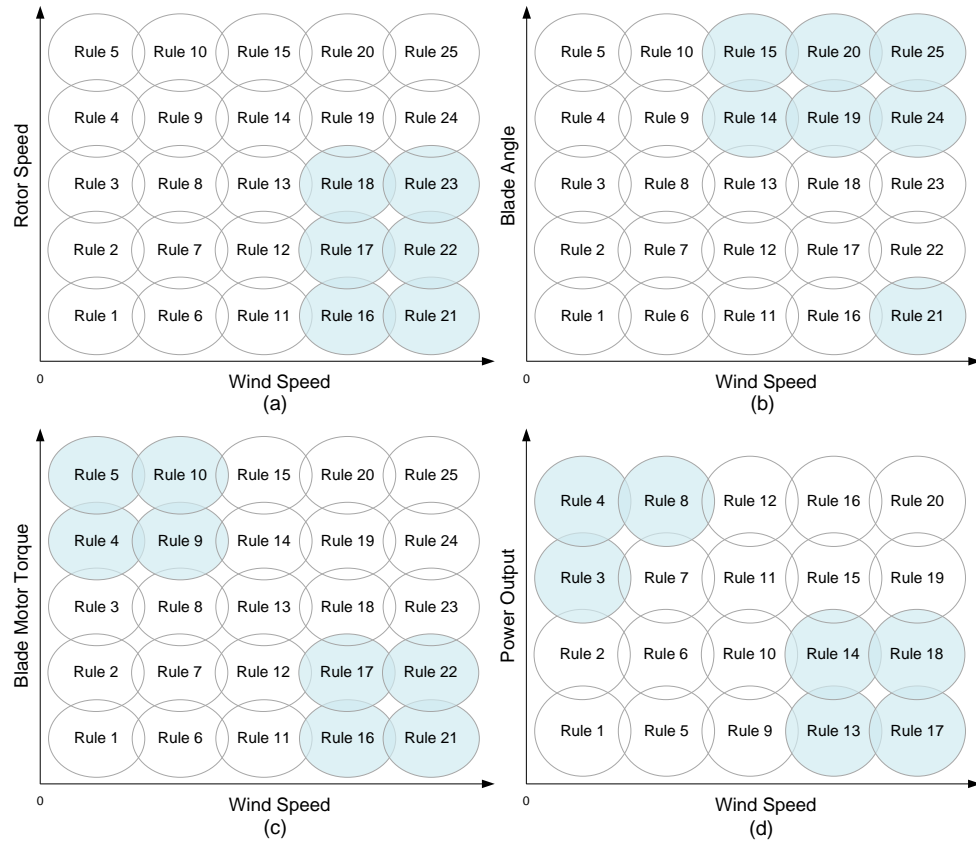 Rotor Speed
Rule 5 Rule 10 Rule 15 Rule 20 Rule 25
Rule 4 Rule 9 Rule 14 Rule 19 Rule 24
Rule 3 Rule 8 Rule 13 Rule 18 Rule 23
Rule 2 Rule 7 Rule 12 Rule 17 Rule 22
Rule 1 Rule 6 Rule 11 Rule 16 Rule 21
0
Wind Speed
(a)
Blade Angle
Rule 5 Rule 10 Rule 15 Rule 20 Rule 25
Rule 4 Rule 9 Rule 14 Rule 19 Rule 24
Rule 3 Rule 8 Rule 13 Rule 18 Rule 23
Rule 2 Rule 7 Rule 12 Rule 17 Rule 22
Rule 1 Rule 6 Rule 11 Rule 16 Rule 21
0
Wind Speed
(b)
Blade Motor Torque
Rule 5 Rule 10 Rule 15 Rule 20 Rule 25
Rule 4 Rule 9 Rule 14 Rule 19 Rule 24
Rule 3 Rule 8 Rule 13 Rule 18 Rule 23
Rule 2 Rule 7 Rule 12 Rule 17 Rule 22
Rule 1 Rule 6 Rule 11 Rule 16 Rule 21
0
Wind Speed
(c)
Power Output
Rule 4 Rule 8 Rule 12 Rule 16 Rule 20
Rule 3 Rule 7 Rule 11 Rule 15 Rule 19
Rule 2 Rule 6 Rule 10 Rule 14 Rule 18
Rule 1 Rule 5 Rule 9 Rule 13 Rule 17
0
Wind Speed
(d)